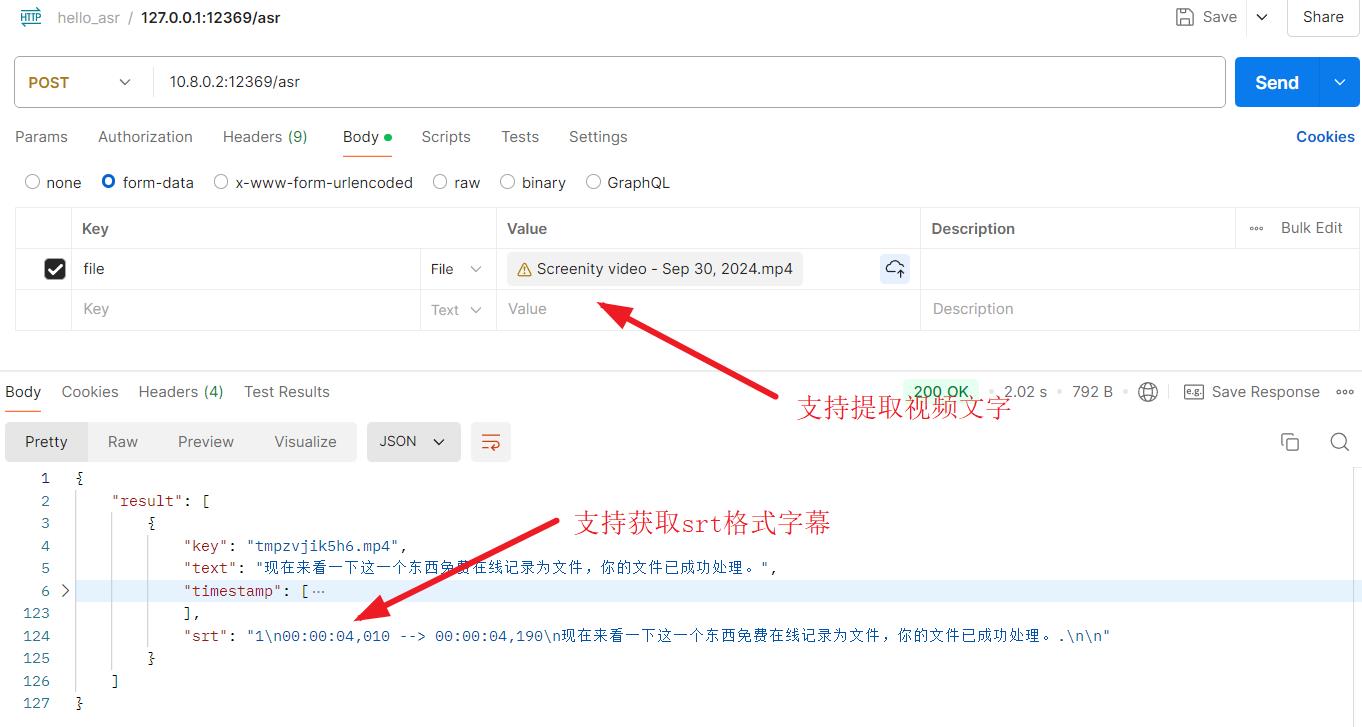 HTTP hello_asr / 127.0.0.1:12369/asr Save Share
POST 10.8.0.2:12369/asr Send
Params Authorization Headers (9) Body Scripts Tests Settings Cookies
none form-data x-www-form-urlencoded raw binary GraphQL
Key Value Description Bulk Edit
file File Screenity video - Sep 30, 2024.mp4
Key Text Value Description
Body Cookies Headers (4) Test Results 200 OK 2.02 s 792 B e.g. Save Response
支持提取视频文字
Pretty Raw Preview Visualize JSON
1 {
2 "result": [
3 {
支持获取srt格式字幕
4 "key": "tmpzvjik5h6.mp4",
5 "text": "现在来看一下这一个东西免费在线记录为文件，你的文件已成功处理。",
6 "timestamp": [ ...
123 ],
124 "srt": "1\n00:00:04,010 --> 00:00:04,190\n现在来看一下这一个东西免费在线记录为文件，你的文件已成功处理。.\n\n"
125 }
126 ]
127 }